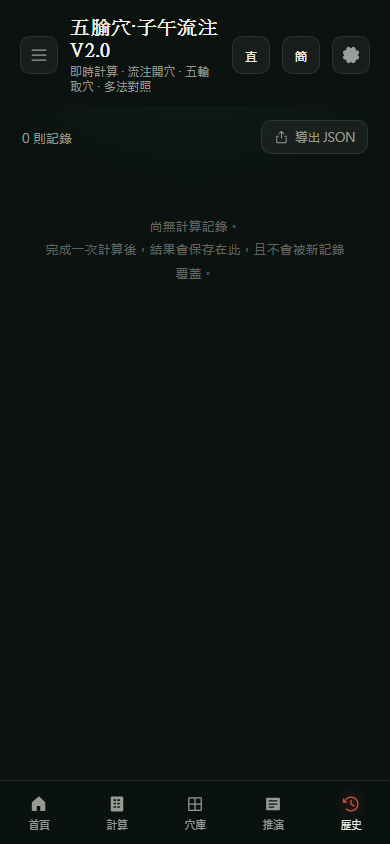 五腧穴·子午流注
V2.0
即時計算 · 流注開穴 · 五輸
取穴 · 多法對照
直
簡
0 則記錄
導出 JSON
尚無計算記錄。
完成一次計算後，結果會保存在此，且不會被新記錄
覆蓋。
首頁
計算
穴庫
推演
歷史